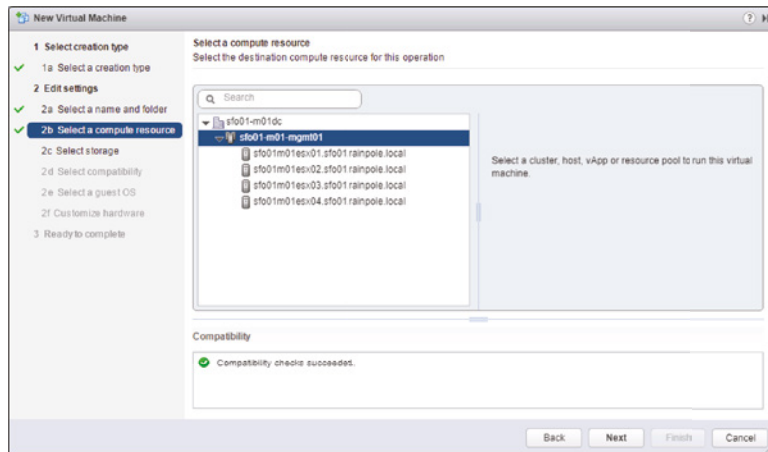 New Virtual Machine
1 Select creation type
1a Select a creation type
2 Edit settings
2a Select a name and folder
2b Select a compute resource
2c Select storage
2d Select compatibility
2e Select a guest OS
2f Customize hardware
3 Ready to complete
Select a compute resource
Select the destination compute resource for this operation
Search
sfo01-m01dc
sfo01-m01-mgmt01
sfo01m01esx01.sfo01.rainpole.local
sfo01m01esx02.sfo01.rainpole.local
sfo01m01esx03.sfo01.rainpole.local
sfo01m01esx04.sfo01.rainpole.local
Select a cluster, host, vApp or resource pool to run this virtual
machine.
Compatibility
Compatibility checks succeeded.
Back Next Finish Cancel